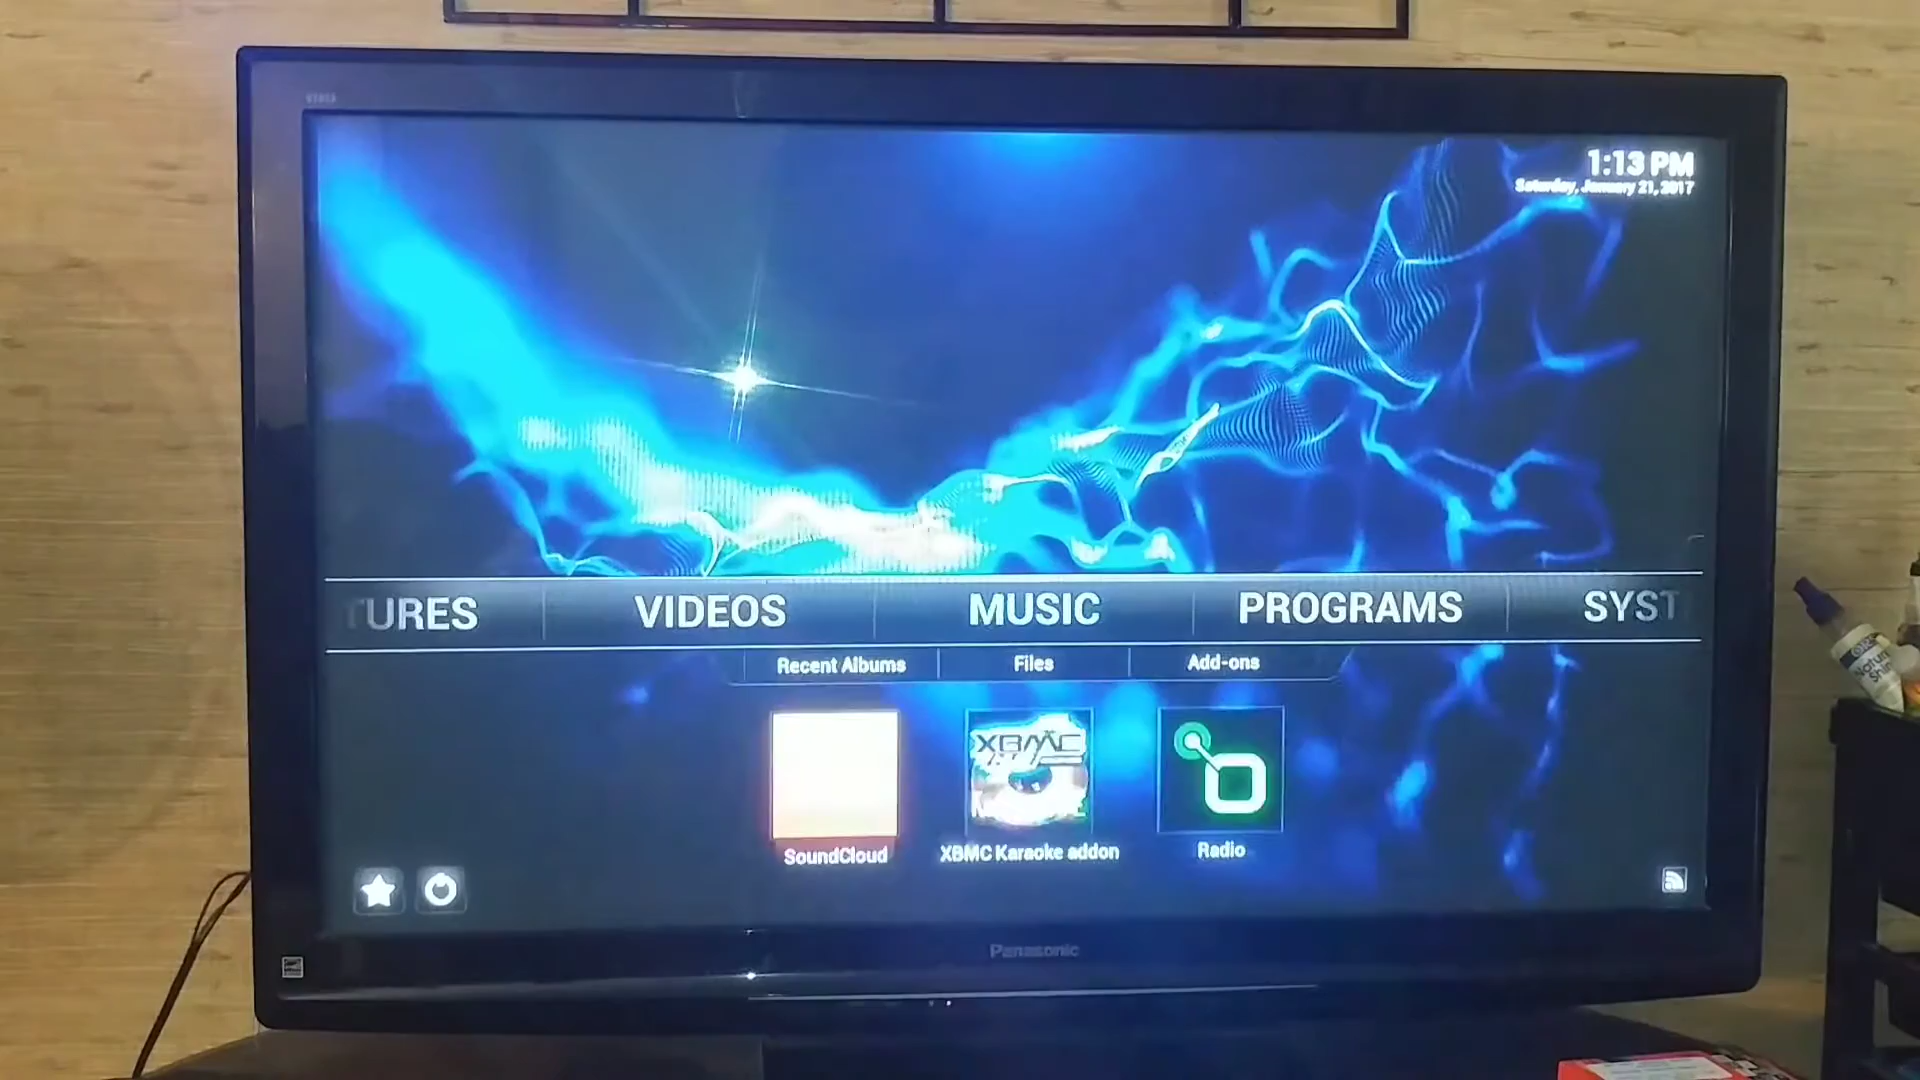 1:13 PM
Saturday, January 21, 2017
TURES VIDEOS MUSIC PROGRAMS SYST
Recent Albums Files Add-ons
XBMC
SoundCloud XBMC Karaoke addon Radio
Panasonic